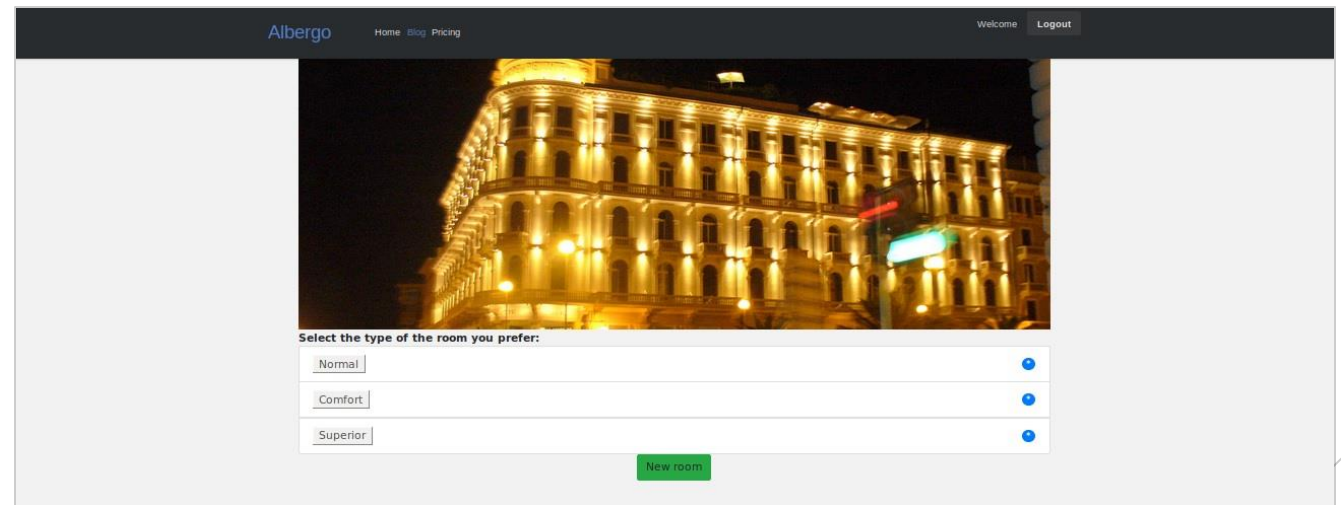 Albergo Home Blog Pricing Welcome Logout
Select the type of the room you prefer:
Normal *
Comfort *
Superior *
New room